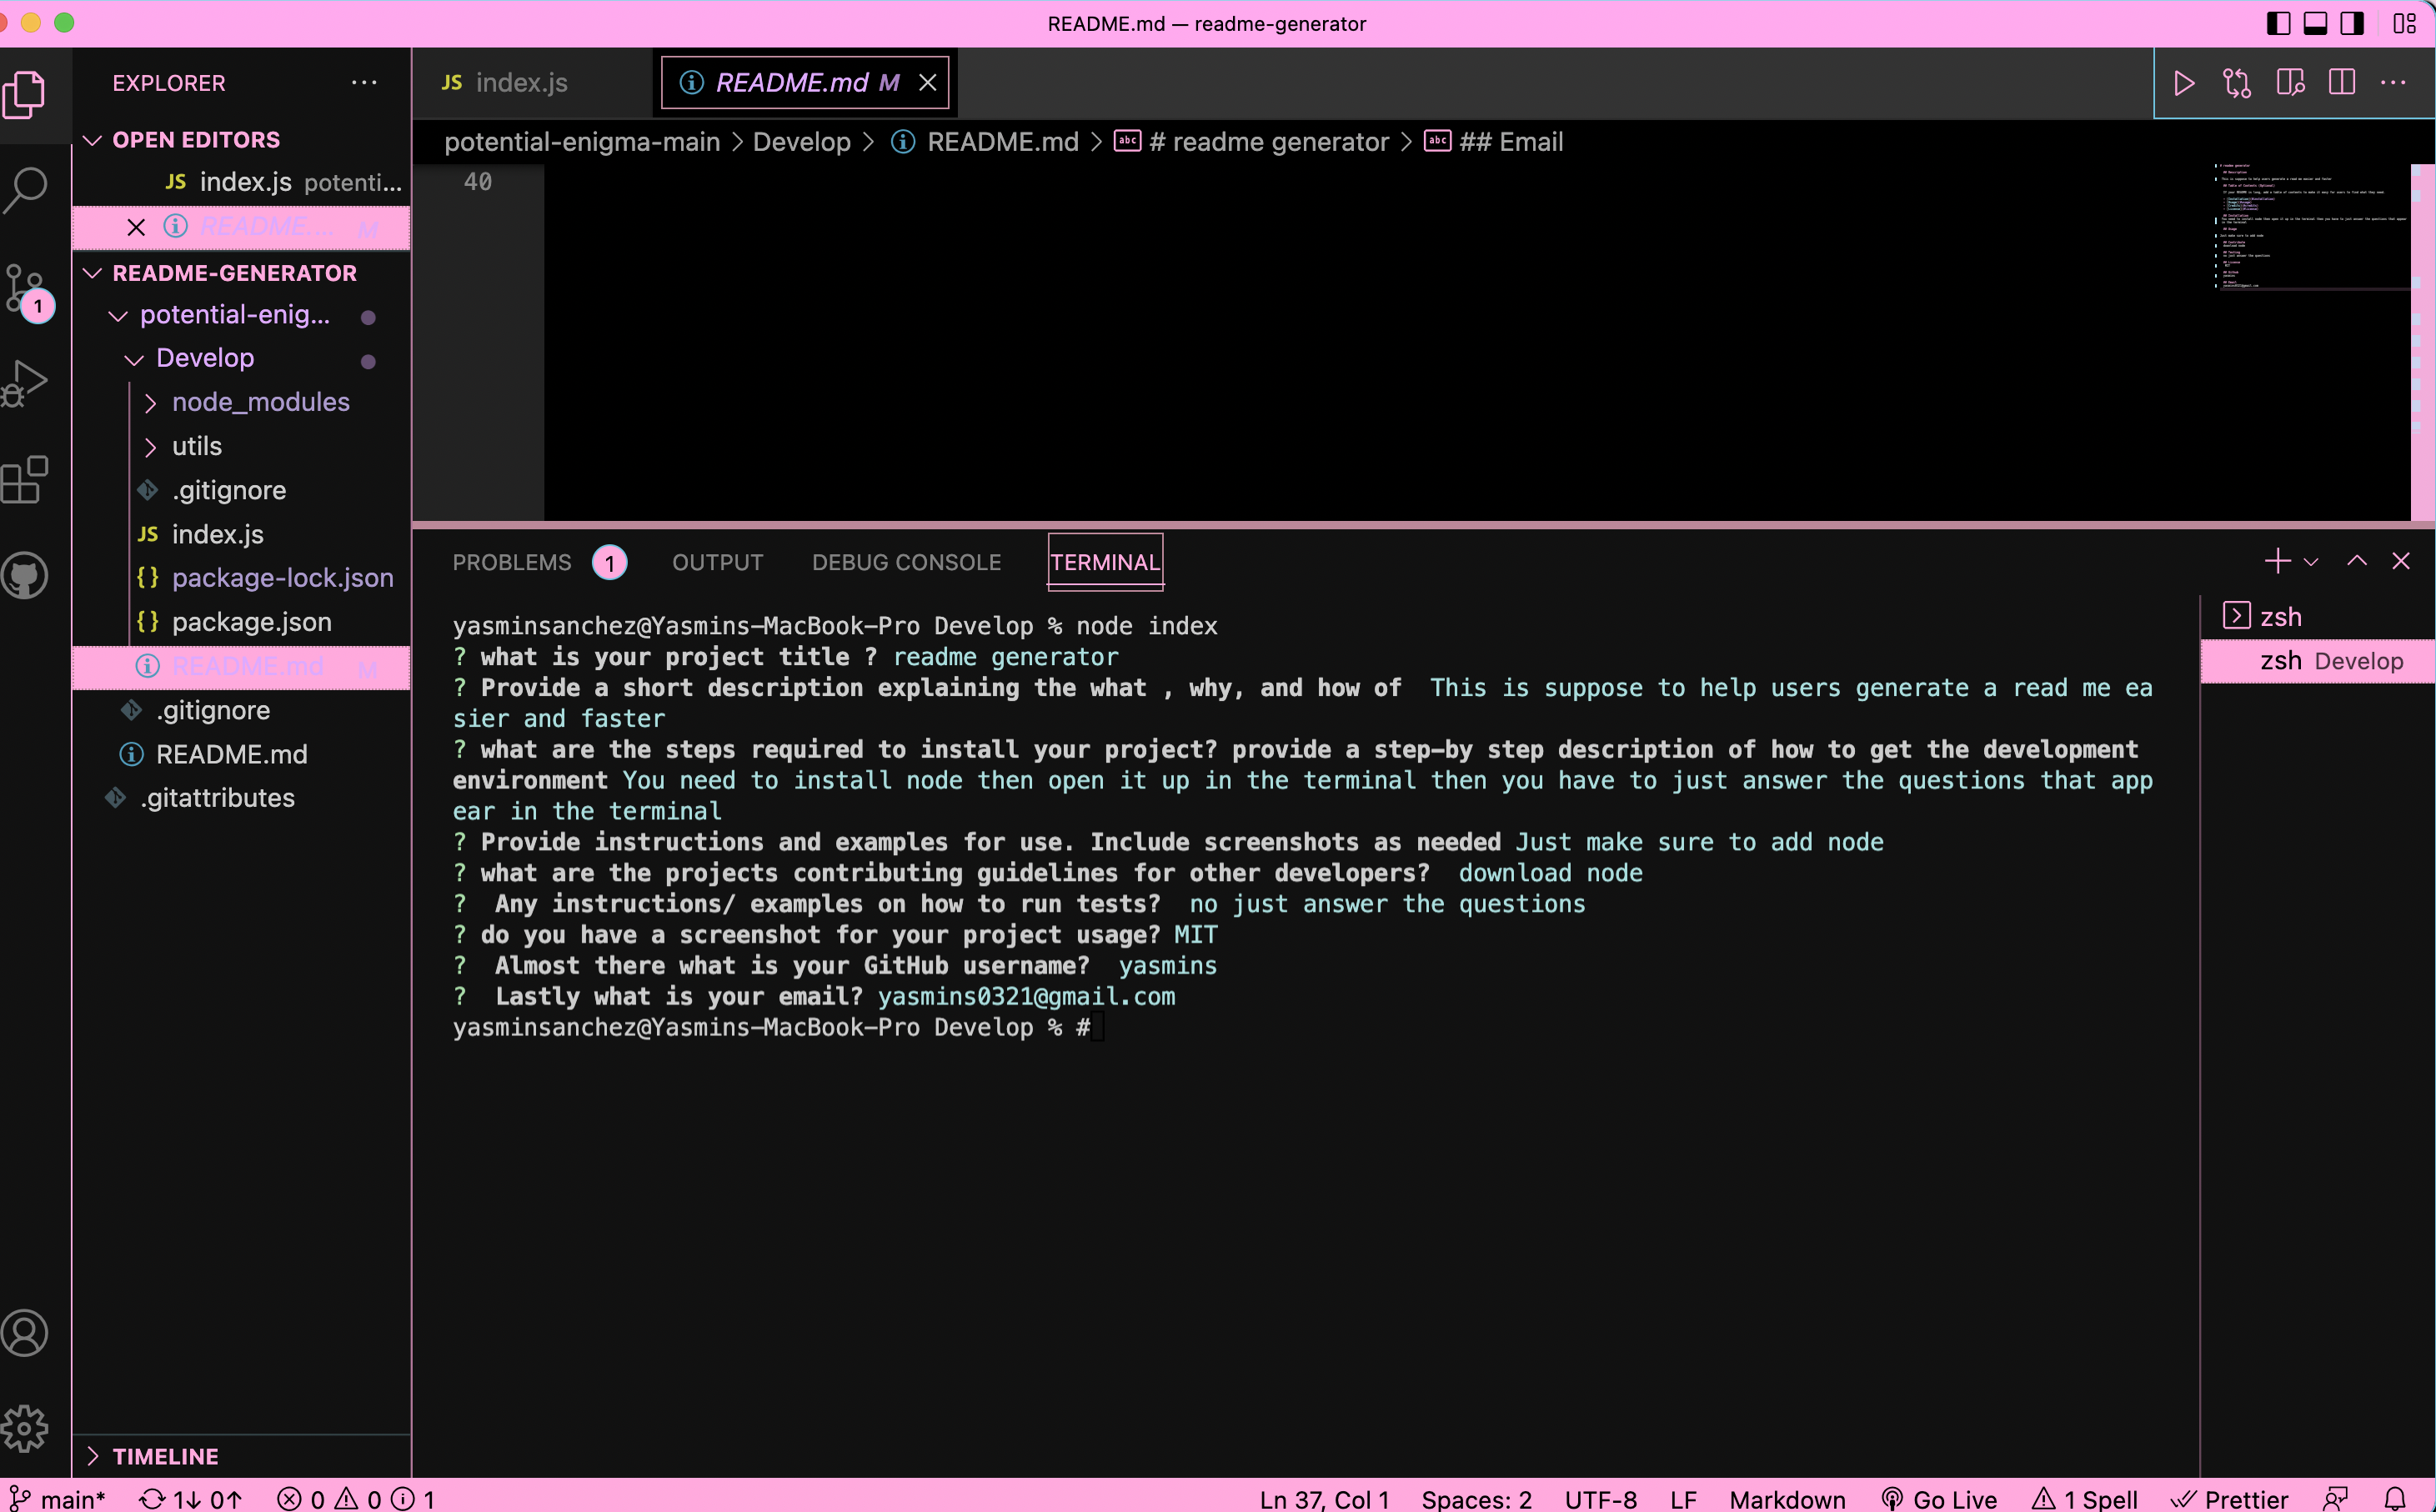 README.md — readme-generator
EXPLORER
JS index.js
README.md M
OPEN EDITORS
JS index.js potenti...
README.... M
potential-enigma-main > Develop > README.md > abc # readme generator > abc ## Email
40
README-GENERATOR
1
potential-enig...
Develop
node_modules
utils
.gitignore
JS index.js
{} package-lock.json
{} package.json
README.md M
.gitignore
README.md
.gitattributes
PROBLEMS 1 OUTPUT DEBUG CONSOLE TERMINAL
zsh
zsh Develop
yasminsanchez@Yasmins-MacBook-Pro Develop % node index
? what is your project title ? readme generator
? Provide a short description explaining the what , why, and how of  This is suppose to help users generate a read me ea
sier and faster
? what are the steps required to install your project? provide a step-by step description of how to get the development
environment You need to install node then open it up in the terminal then you have to just answer the questions that app
ear in the terminal
? Provide instructions and examples for use. Include screenshots as needed Just make sure to add node
? what are the projects contributing guidelines for other developers?  download node
?  Any instructions/ examples on how to run tests?  no just answer the questions
? do you have a screenshot for your project usage? MIT
?  Almost there what is your GitHub username?  yasmins
?  Lastly what is your email? yasmins0321@gmail.com
yasminsanchez@Yasmins-MacBook-Pro Develop % #
TIMELINE
main* 1↓ 0↑ 0 0 1
Ln 37, Col 1 Spaces: 2 UTF-8 LF Markdown Go Live 1 Spell Prettier